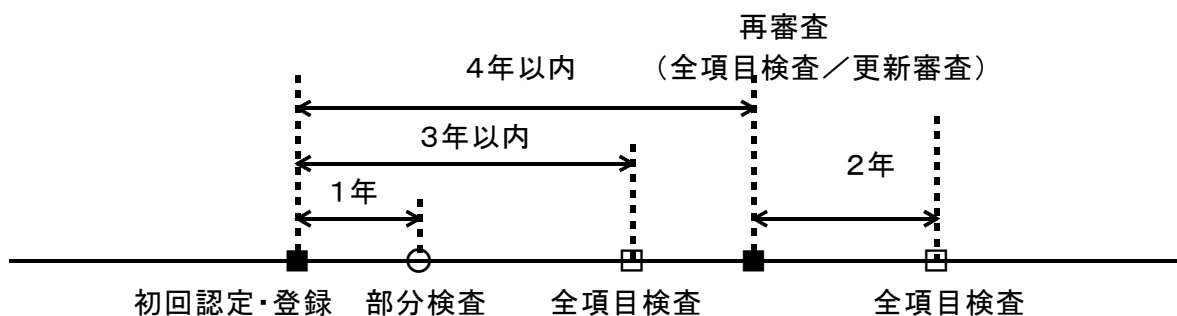 再審査
4年以内
（全項目検査／更新審査）
3年以内
2年
1年
初回認定・登録
部分検査
全項目検査
全項目検査